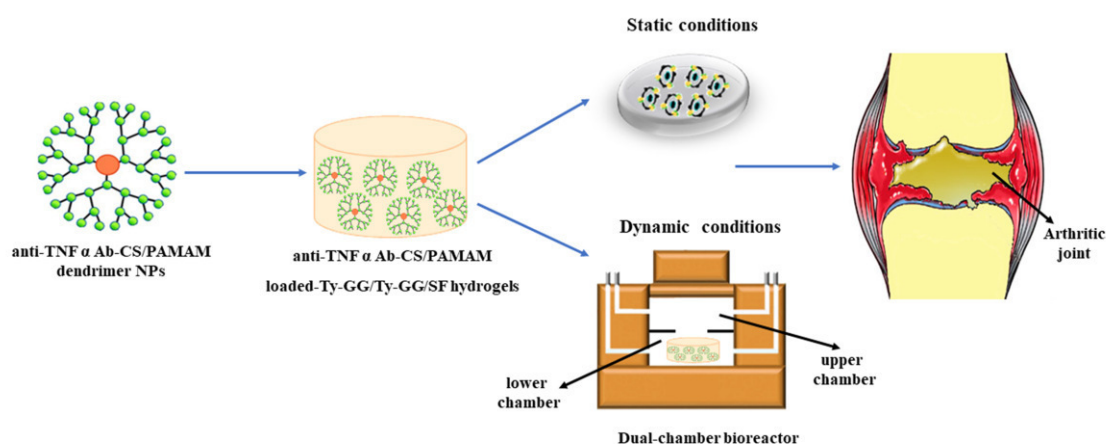 Static conditions
anti-TNF α Ab-CS/PAMAM
dendrimer NPs
anti-TNF α Ab-CS/PAMAM
loaded-Ty-GG/Ty-GG/SF hydrogels
Dynamic conditions
lower
chamber
upper
chamber
Dual-chamber bioreactor
Arthritic
joint